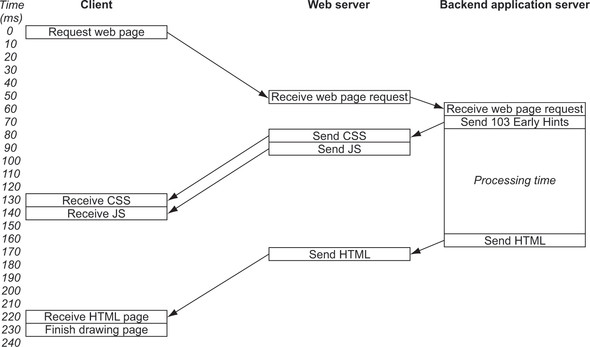 Time
(ms)
Client
Web server
Backend application server
0
Request web page
10
20
30
40
50
Receive web page request
60
Receive web page request
70
Send 103 Early Hints
80
Send CSS
90
Send JS
100
110
120
Processing time
130
Receive CSS
140
Receive JS
150
160
Send HTML
170
Send HTML
180
190
200
210
220
Receive HTML page
230
Finish drawing page
240